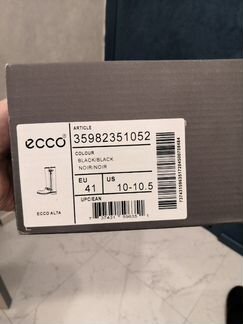 ecco
ARTICLE
35982351052
COLOUR
BLACK/BLACK
NOIR/NOIR
EU
41
US
10-10.5
ECCO ALTA
UPC/EAN